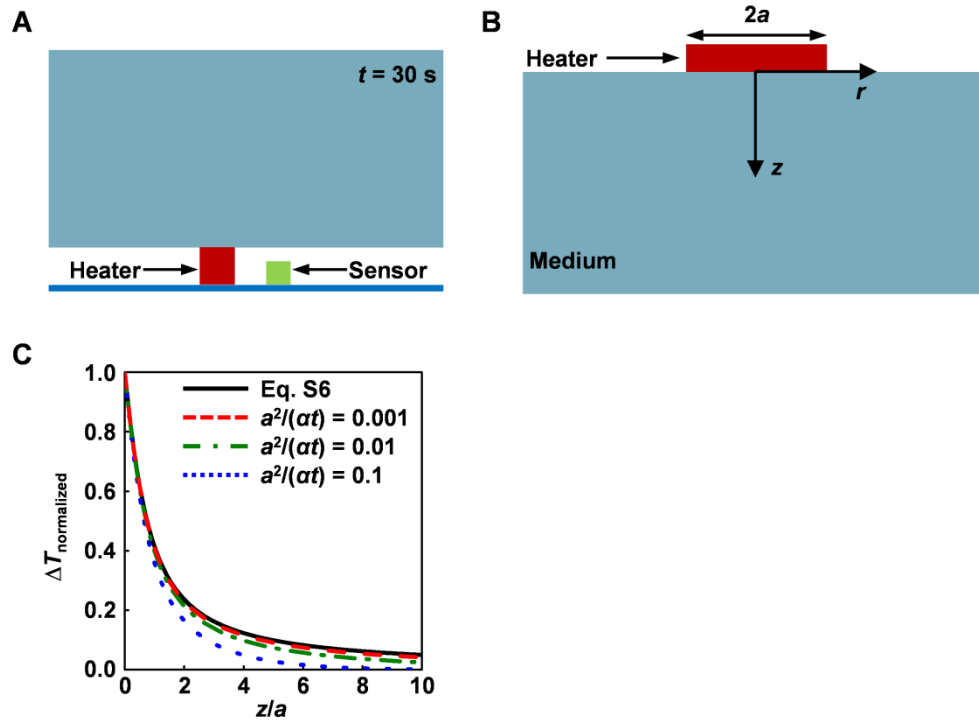 A
t = 30 s
Heater
Sensor
B
2a
Heater
r
z
Medium
C
ΔTnormalized
1.0
0.8
0.6
0.4
0.2
0.0
Eq. S6
a²/(αt) = 0.001
a²/(αt) = 0.01
a²/(αt) = 0.1
0 2 4 6 8 10
z/a